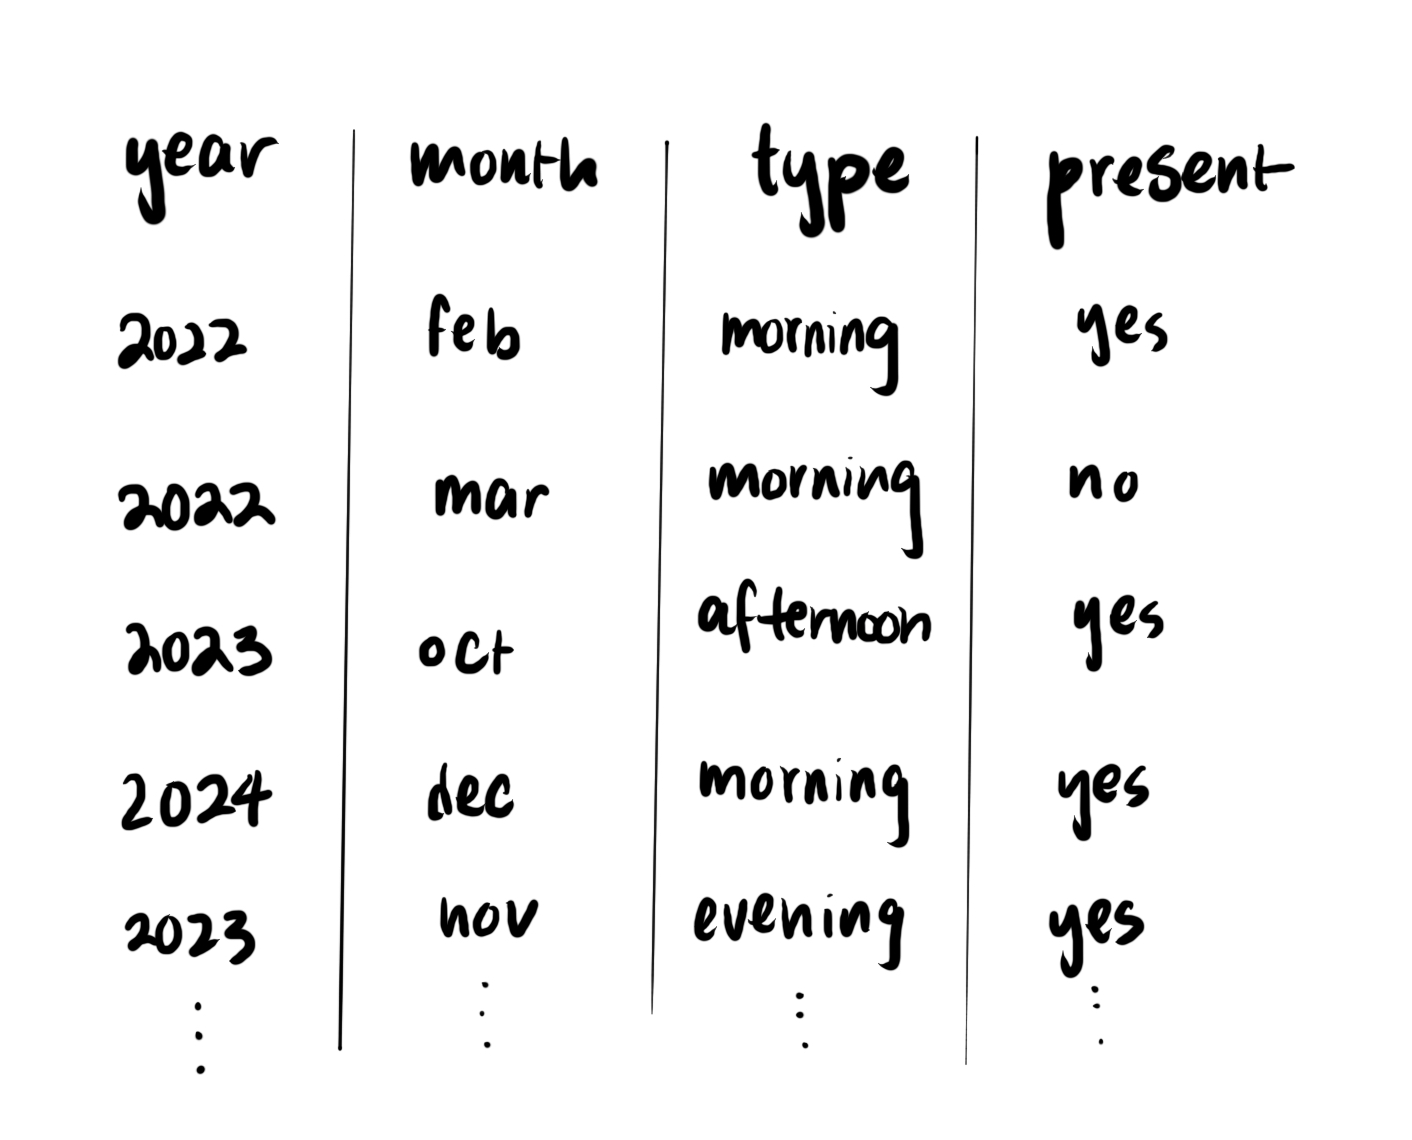 year month type present
2022 feb morning yes
2022 mar morning no
2023 oct afternoon yes
2024 dec morning yes
2023 nov evening yes